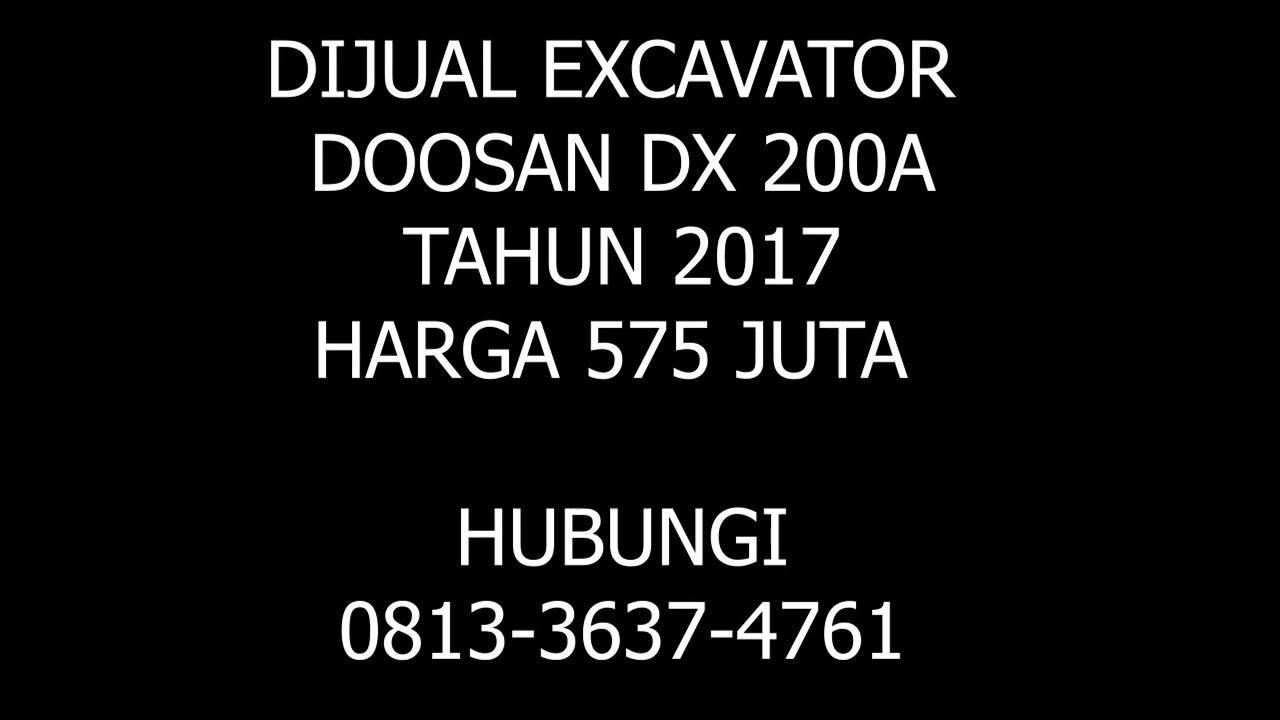 DIJUAL EXCAVATOR
DOOSAN DX 200A
TAHUN 2017
HARGA 575 JUTA
HUBUNGI
0813-3637-4761